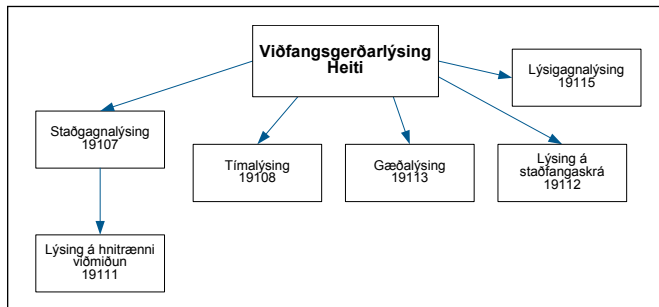 Viðfangsgerðarlýsing
Heiti
Lýsigagnalýsing
19115
Staðgagnalýsing
19107
Tímalýsing
19108
Gæðalýsing
19113
Lýsing á
staðfangaskrá
19112
Lýsing á hnitrænni
viðmiðun
19111